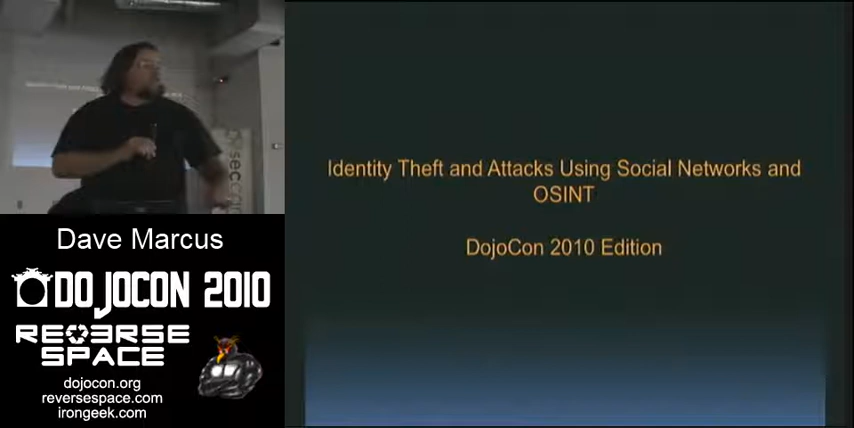 Identity Theft and Attacks Using Social Networks and
OSINT
DojoCon 2010 Edition
Dave Marcus
DOJOCON 2010
REVERSE
SPACE
dojocon.org
reversespace.com
irongeek.com